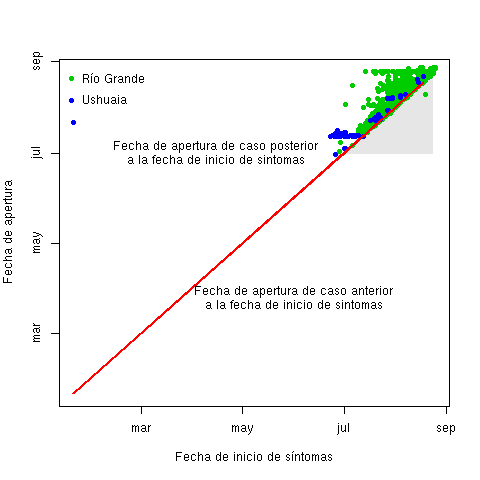 Río Grande
Ushuaia
Fecha de apertura de caso posterior
a la fecha de inicio de sintomas
Fecha de apertura de caso anterior
a la fecha de inicio de sintomas
Fecha de apertura
sep
jul
may
mar
mar
may
jul
sep
Fecha de inicio de síntomas